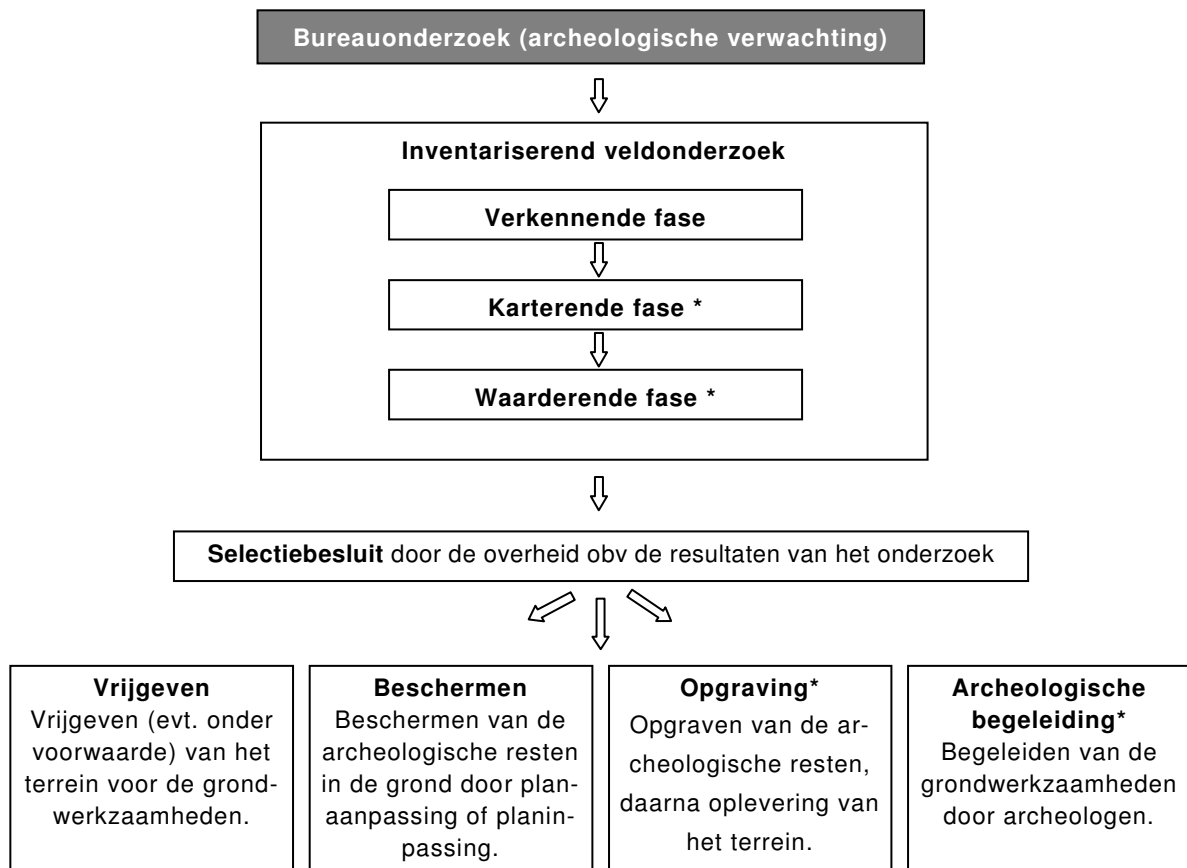 Bureauonderzoek (archeologische verwachting)
Inventariserend veldonderzoek
Verkennende fase
Karterende fase *
Waarderende fase *
Selectiebesluit door de overheid obv de resultaten van het onderzoek
Vrijgeven
Vrijgeven (evt. onder
voorwaarde) van het
terrein voor de grond-
werkzaamheden.
Beschermen
Beschermen van de
archeologische resten
in de grond door plan-
aanpassing of planin-
passing.
Opgraving*
Opgraven van de ar-
cheologische resten,
daarna oplevering van
het terrein.
Archeologische
begeleiding*
Begeleiden van de
grondwerkzaamheden
door archeologen.